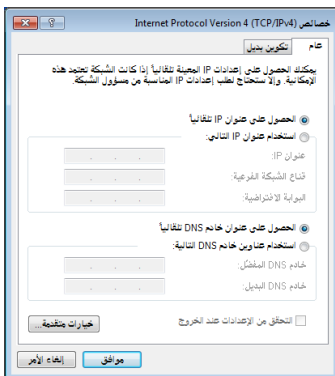 خصائص Internet Protocol Version 4 (TCP/IPv4)
عام
تكوين بديل
يمكنك الحصول على إعدادات IP المعينة تلقائياً إذا كانت الشبكة تعتمد هذه
الإمكانية. وإلا ستحتاج لطلب إعدادات IP المناسبة من مسؤول الشبكة.
الحصول على عنوان IP تلقائياً
استخدام عنوان IP التالي:
عنوان IP:
قناع الشبكة الفرعية:
البوابة الافتراضية:
الحصول على عنوان خادم DNS تلقائياً
استخدام عناوين خادم DNS التالية:
خادم DNS المفضل:
خادم DNS البديل:
التحقق من الإعدادات عند الخروج
خيارات متقدمة...
موافق
إلغاء الأمر